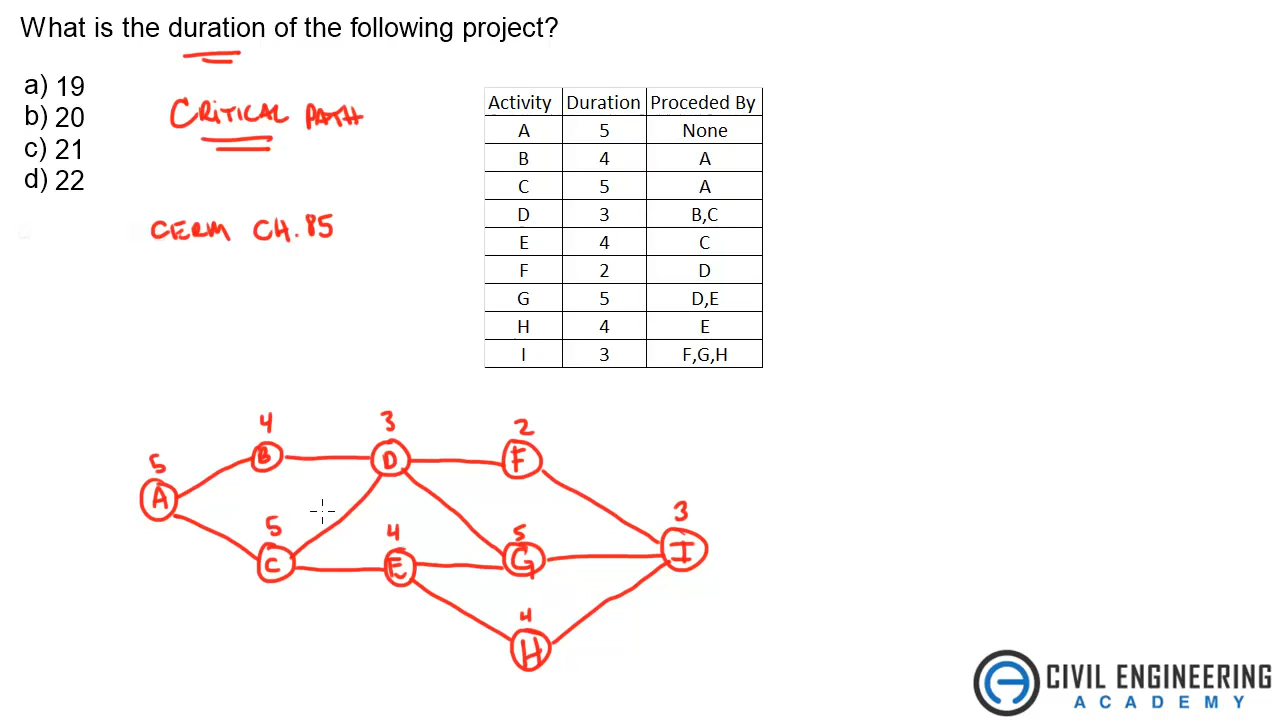 What is the duration of the following project?
a) 19
b) 20
c) 21
d) 22
CRITICAL PATH
CERM CH. 85
Activity Duration Proceded By
A 5 None
B 4 A
C 5 A
D 3 B,C
E 4 C
F 2 D
G 5 D,E
H 4 E
I 3 F,G,H
4 3 2
B D F
5
A
3
I
5 4 5
C E G
4
H
CIVIL ENGINEERING
ACADEMY